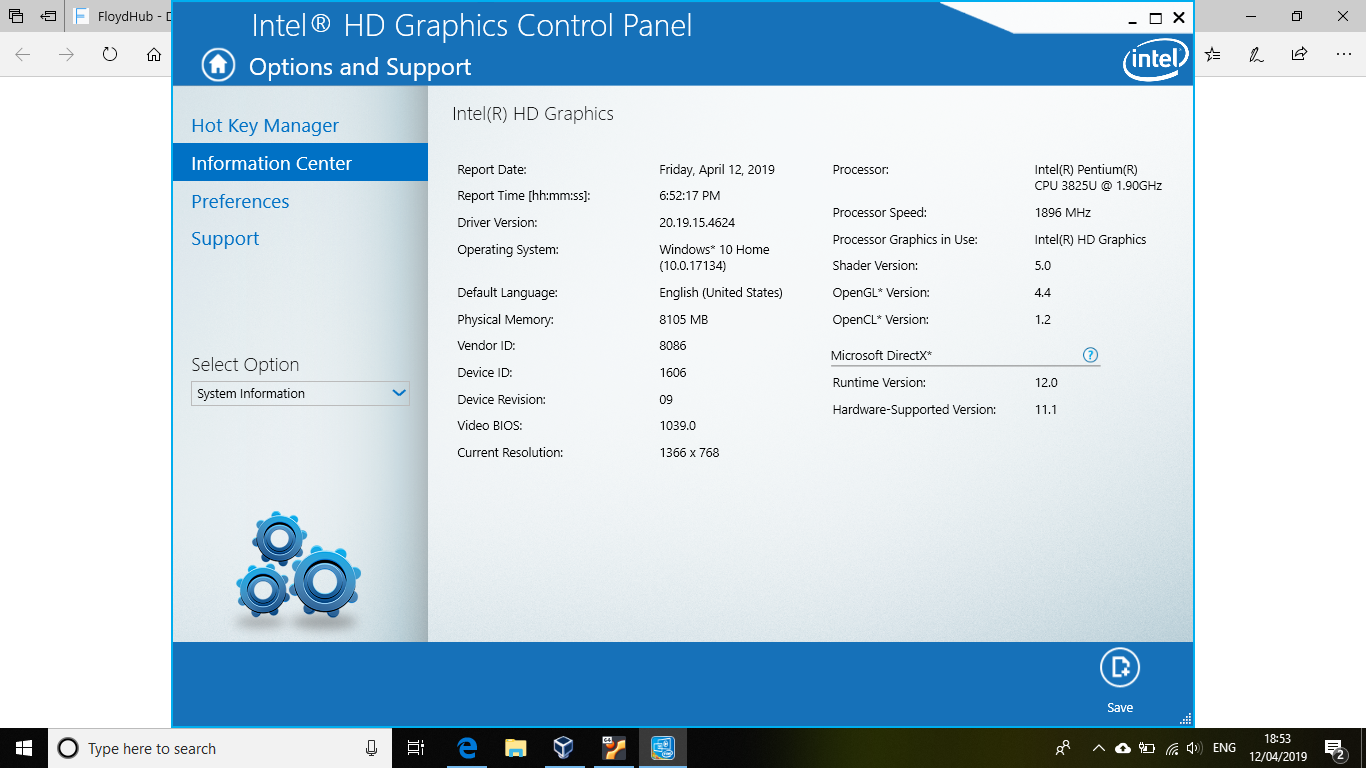 FloydHub - D
Intel® HD Graphics Control Panel
Options and Support
intel
Hot Key Manager
Information Center
Preferences
Support
Select Option
System Information
Intel(R) HD Graphics
Report Date: Friday, April 12, 2019
Report Time [hh:mm:ss]: 6:52:17 PM
Driver Version: 20.19.15.4624
Operating System: Windows* 10 Home
(10.0.17134)
Default Language: English (United States)
Physical Memory: 8105 MB
Vendor ID: 8086
Device ID: 1606
Device Revision: 09
Video BIOS: 1039.0
Current Resolution: 1366 x 768
Processor: Intel(R) Pentium(R)
CPU 3825U @ 1.90GHz
Processor Speed: 1896 MHz
Processor Graphics in Use: Intel(R) HD Graphics
Shader Version: 5.0
OpenGL* Version: 4.4
OpenCL* Version: 1.2
Microsoft DirectX* ?
Runtime Version: 12.0
Hardware-Supported Version: 11.1
Save
Type here to search
64
ENG
18:53
12/04/2019
2